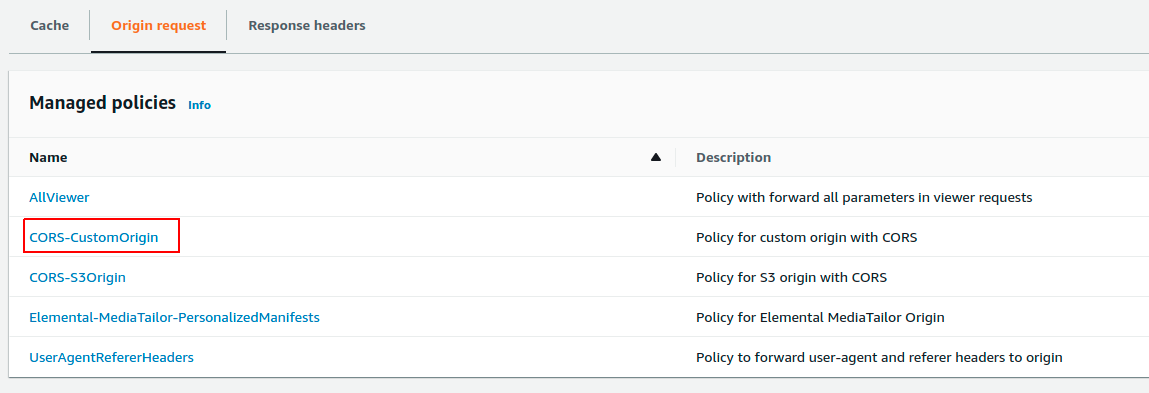 Cache Origin request Response headers
Managed policies Info
Name Description
AllViewer Policy with forward all parameters in viewer requests
CORS-CustomOrigin Policy for custom origin with CORS
CORS-S3Origin Policy for S3 origin with CORS
Elemental-MediaTailor-PersonalizedManifests Policy for Elemental MediaTailor Origin
UserAgentRefererHeaders Policy to forward user-agent and referer headers to origin